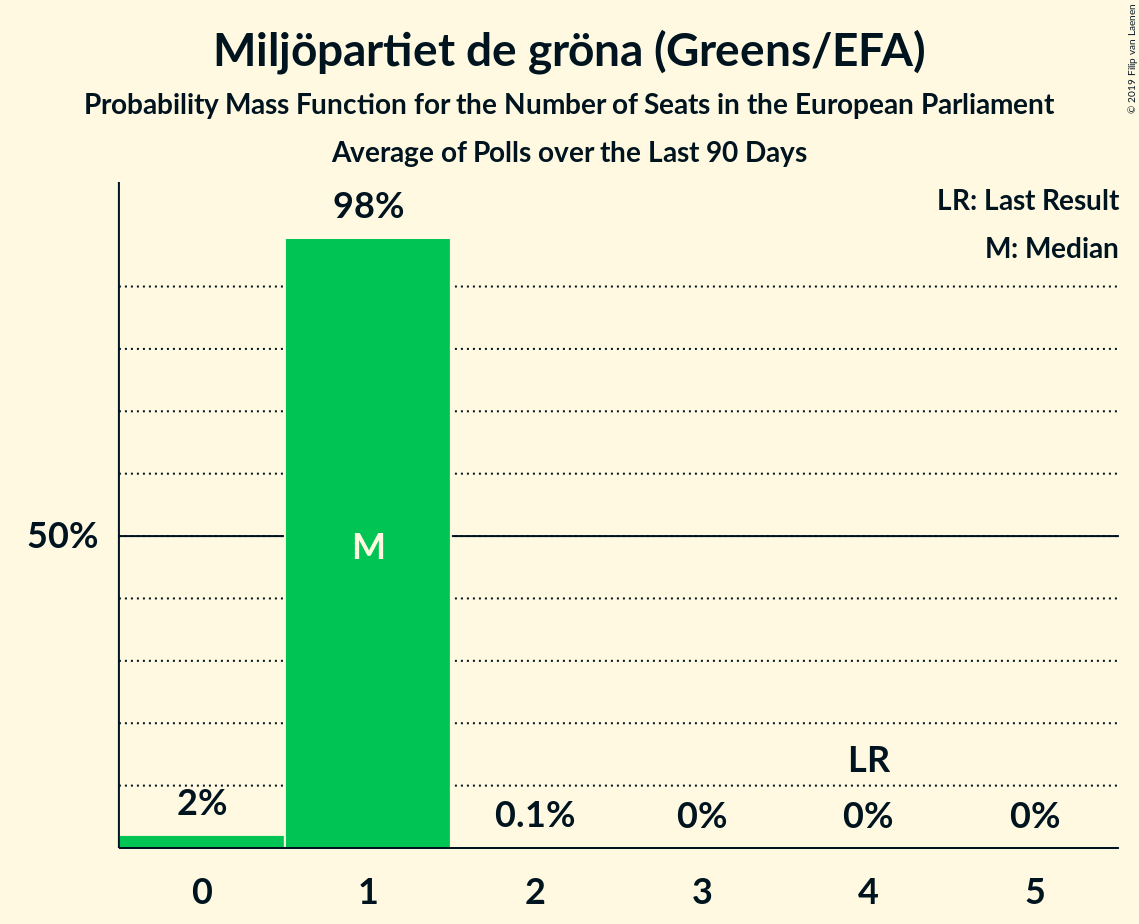 Miljöpartiet de gröna (Greens/EFA)
Probability Mass Function for the Number of Seats in the European Parliament
Average of Polls over the Last 90 Days
© 2019 Filip van Laenen
LR: Last Result
M: Median
98%
50%
M
LR
2%
0.1%
0%
0%
0%
0
1
2
3
4
5